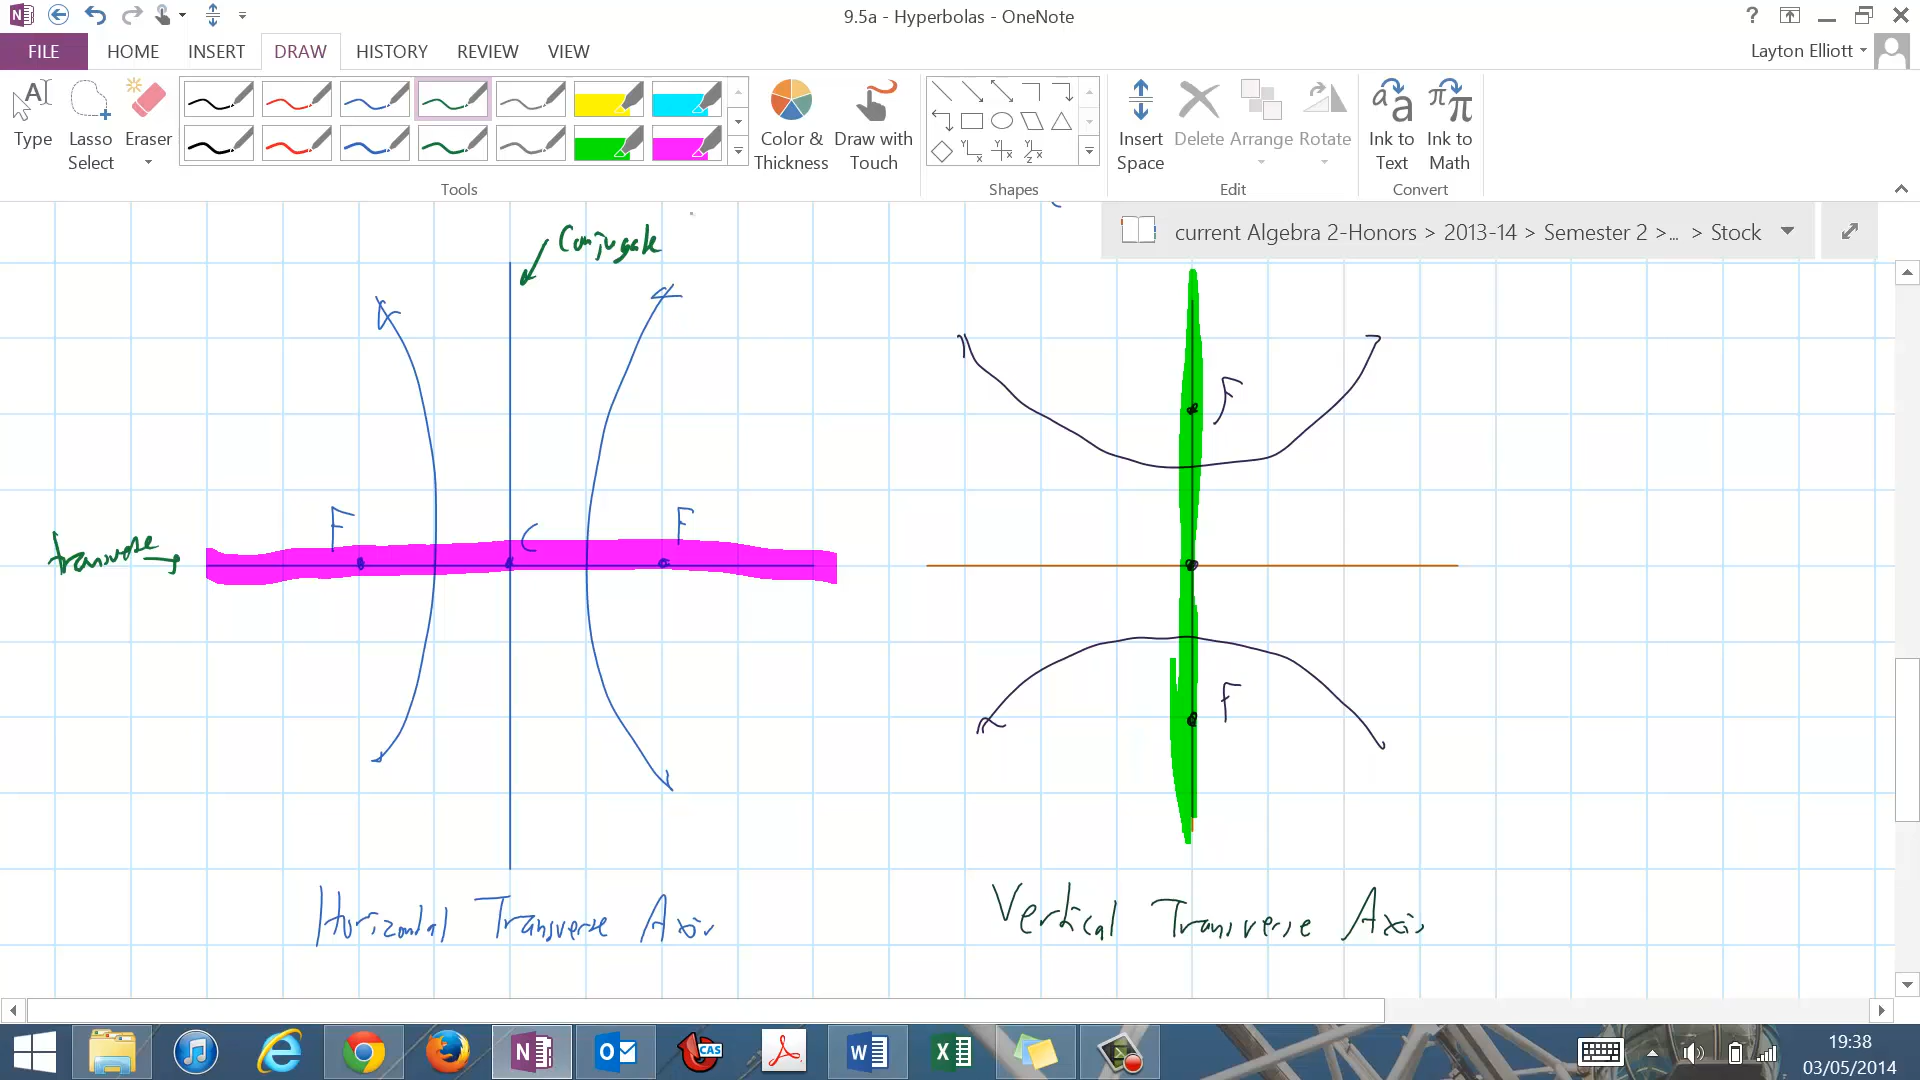 9.5a - Hyperbolas - OneNote
FILE HOME INSERT DRAW HISTORY REVIEW VIEW
Layton Elliott
Type
Lasso Select
Eraser
Color & Thickness
Draw with Touch
Insert Space
Delete
Arrange
Rotate
Ink to Text
Ink to Math
Tools
Shapes
Edit
Convert
current Algebra 2-Honors > 2013-14 > Semester 2 >... > Stock
Conjugate
F
F
C
F
transverse
F
Horizontal Transverse Axis
Vertical Transverse Axis
19:38
03/05/2014